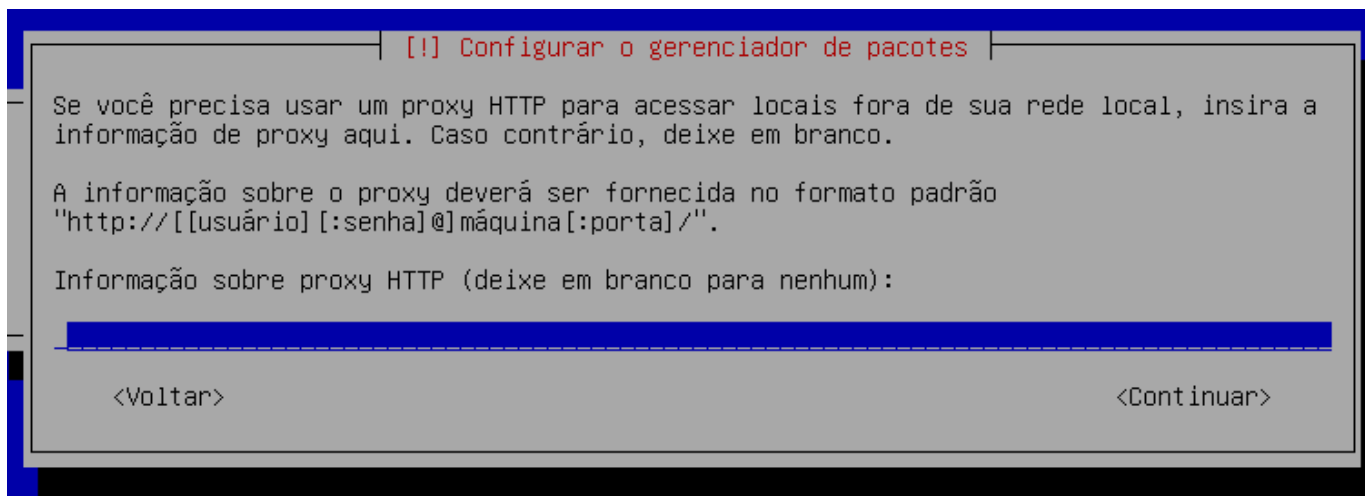 [!] Configurar o gerenciador de pacotes
Se você precisa usar um proxy HTTP para acessar locais fora de sua rede local, insira a
informação de proxy aqui. Caso contrário, deixe em branco.
A informação sobre o proxy deverá ser fornecida no formato padrão
"http://[[usuário][:senha]@]máquina[:porta]/".
Informação sobre proxy HTTP (deixe em branco para nenhum):
<Voltar> <Continuar>